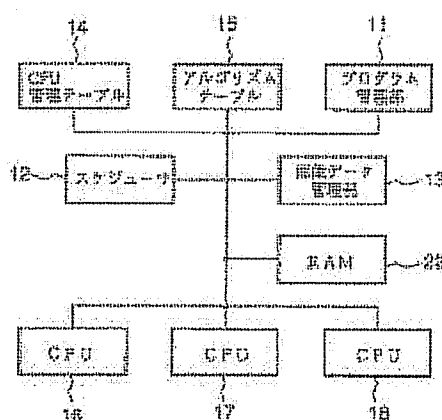 14
15
11
CPU
管理テーブル
アルゴリズム
テーブル
プログラム
管理部
12
スケジューラ
画像データ
管理部
13
RAM
CPU
CPU
CPU
16
17
18